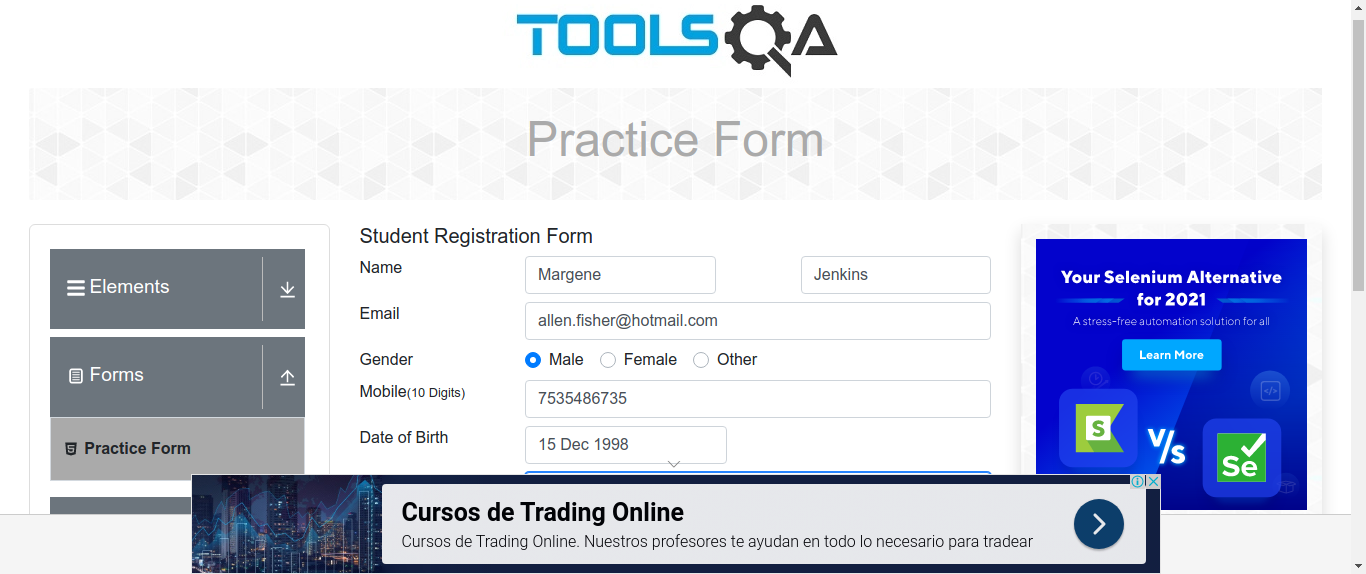 TOOLSQA
Practice Form
Elements
Forms
Practice Form
Student Registration Form
Name
Margene
Jenkins
Email
allen.fisher@hotmail.com
Gender
Male
Female
Other
Mobile(10 Digits)
7535486735
Date of Birth
15 Dec 1998
Your Selenium Alternative
for 2021
A stress-free automation solution for all
Learn More
S
V/s
Se
Cursos de Trading Online
Cursos de Trading Online. Nuestros profesores te ayudan en todo lo necesario para tradear